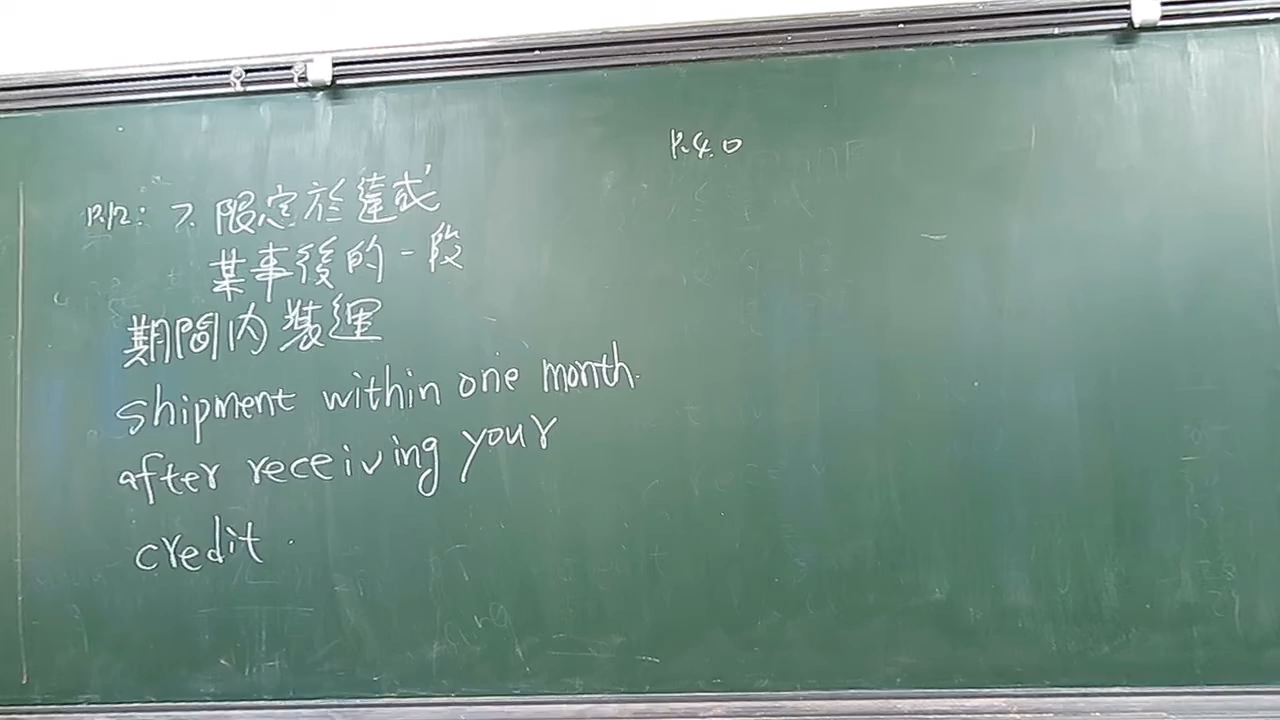 P.12: 7. 限定於達成
某事後的一段
期間內裝運
shipment within one month
after receiving your
credit.
P.40